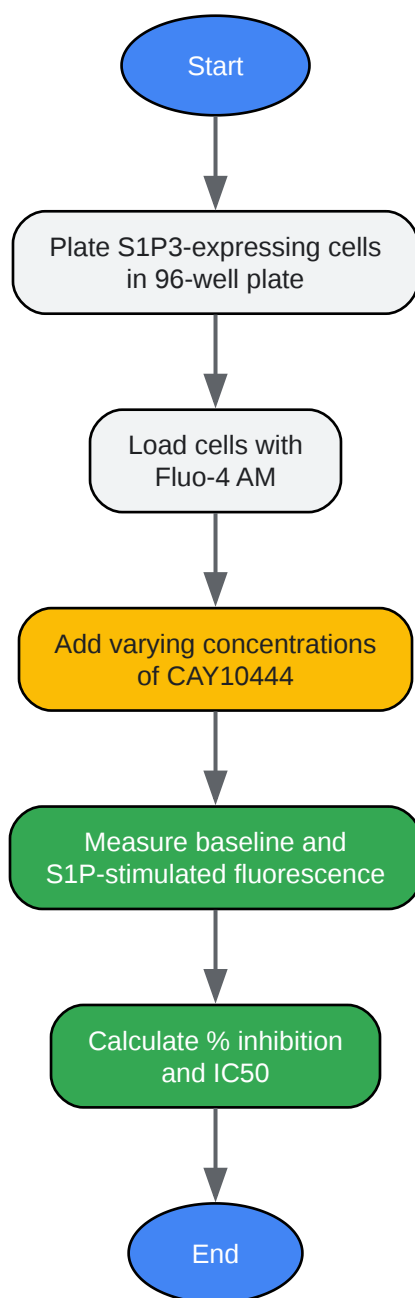 Start
Plate S1P3-expressing cells
in 96-well plate
Load cells with
Fluo-4 AM
Add varying concentrations
of CAY10444
Measure baseline and
S1P-stimulated fluorescence
Calculate % inhibition
and IC50
End